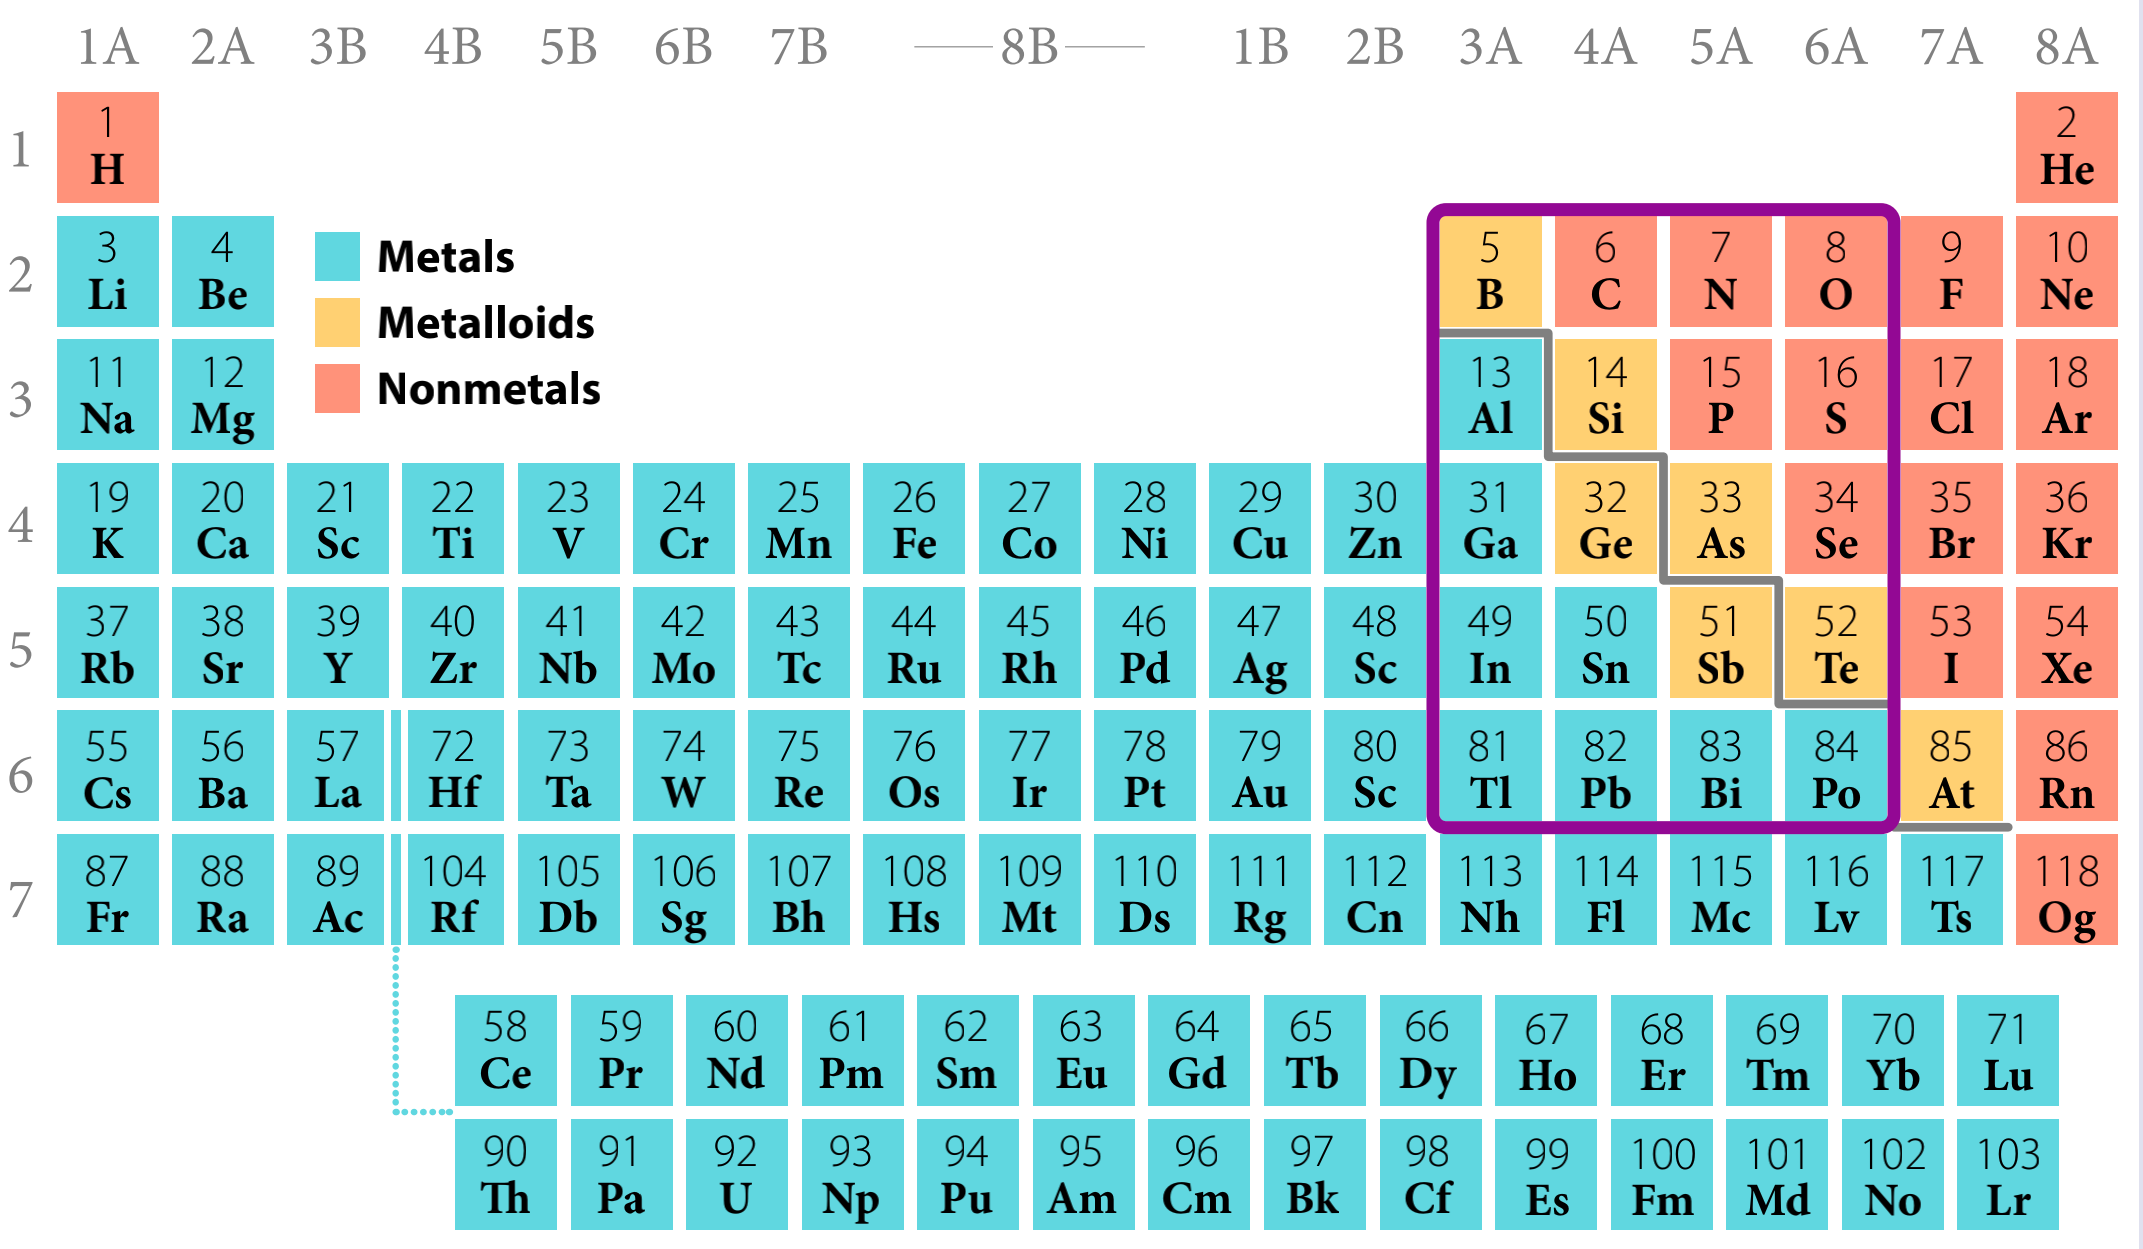 1A 2A 3B 4B 5B 6B 7B 8B 1B 2B 3A 4A 5A 6A 7A 8A
1 1 2
H He
2 3 4 Metals 5 6 7 8 9 10
Li Be Metalloids B C N O F Ne
3 11 12 Nonmetals 13 14 15 16 17 18
Na Mg Al Si P S Cl Ar
4 19 20 21 22 23 24 25 26 27 28 29 30 31 32 33 34 35 36
K Ca Sc Ti V Cr Mn Fe Co Ni Cu Zn Ga Ge As Se Br Kr
5 37 38 39 40 41 42 43 44 45 46 47 48 49 50 51 52 53 54
Rb Sr Y Zr Nb Mo Tc Ru Rh Pd Ag Sc In Sn Sb Te I Xe
6 55 56 57 72 73 74 75 76 77 78 79 80 81 82 83 84 85 86
Cs Ba La Hf Ta W Re Os Ir Pt Au Sc Tl Pb Bi Po At Rn
7 87 88 89 104 105 106 107 108 109 110 111 112 113 114 115 116 117 118
Fr Ra Ac Rf Db Sg Bh Hs Mt Ds Rg Cn Nh Fl Mc Lv Ts Og
58 59 60 61 62 63 64 65 66 67 68 69 70 71
Ce Pr Nd Pm Sm Eu Gd Tb Dy Ho Er Tm Yb Lu
90 91 92 93 94 95 96 97 98 99 100 101 102 103
Th Pa U Np Pu Am Cm Bk Cf Es Fm Md No Lr